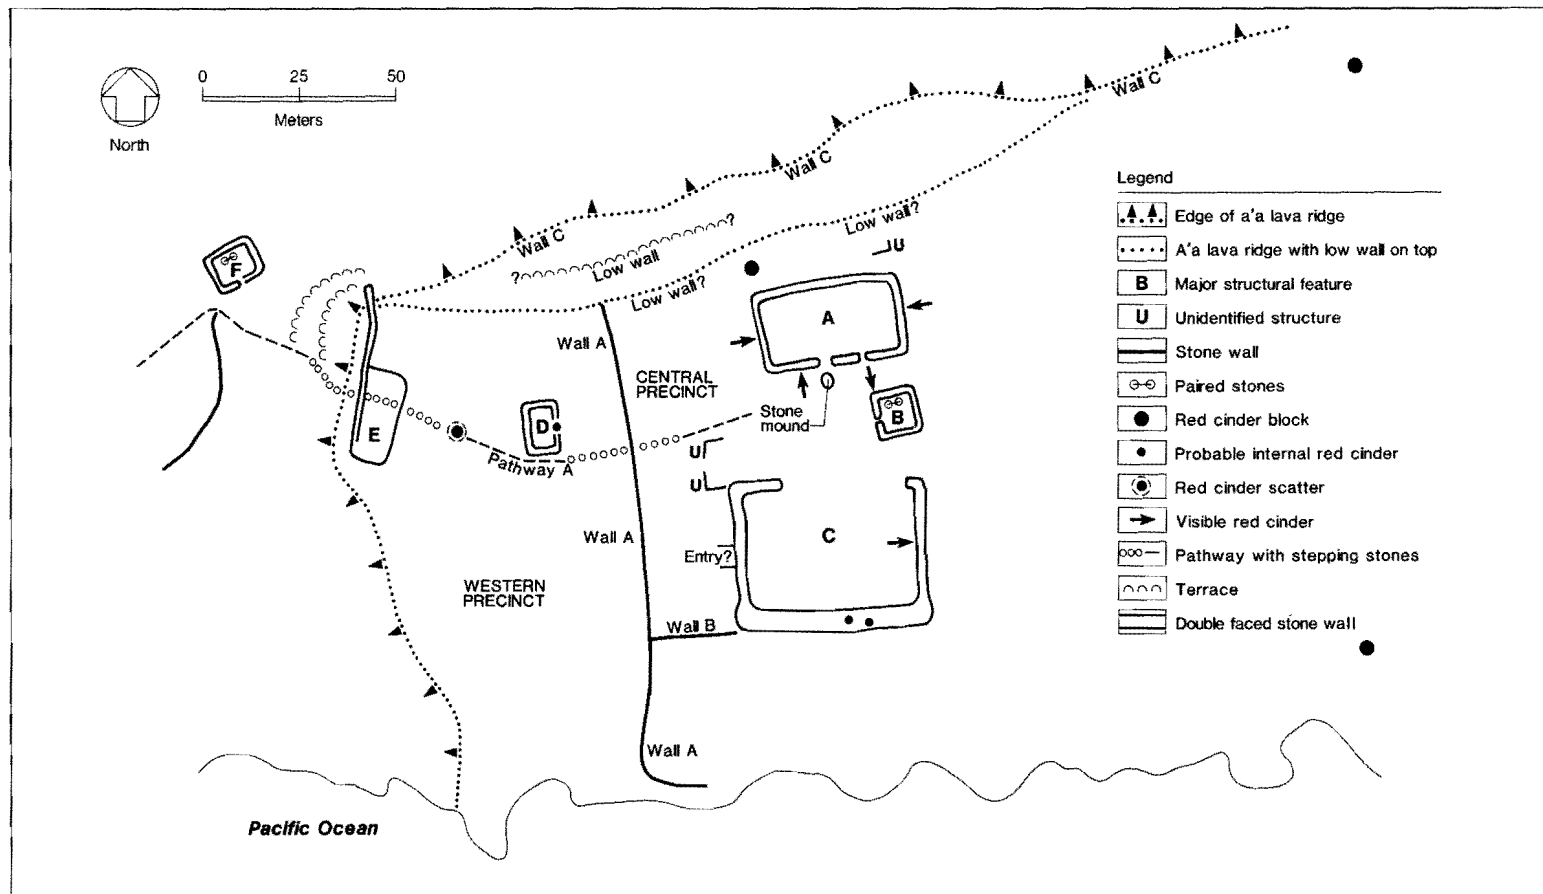 0 25 50
Meters
North
Wall C
Wall C
Wall C
Low wall?
?
Low wall
?
Low wall?
U
F
A
Wall A
CENTRAL
PRECINCT
Stone
mound
B
D
E
Pathway A
U
U
Wall A
Entry?
C
WESTERN
PRECINCT
Wall B
Wall A
Pacific Ocean
Legend
Edge of a'a lava ridge
A'a lava ridge with low wall on top
B Major structural feature
U Unidentified structure
Stone wall
Paired stones
Red cinder block
Probable internal red cinder
Red cinder scatter
Visible red cinder
Pathway with stepping stones
Terrace
Double faced stone wall